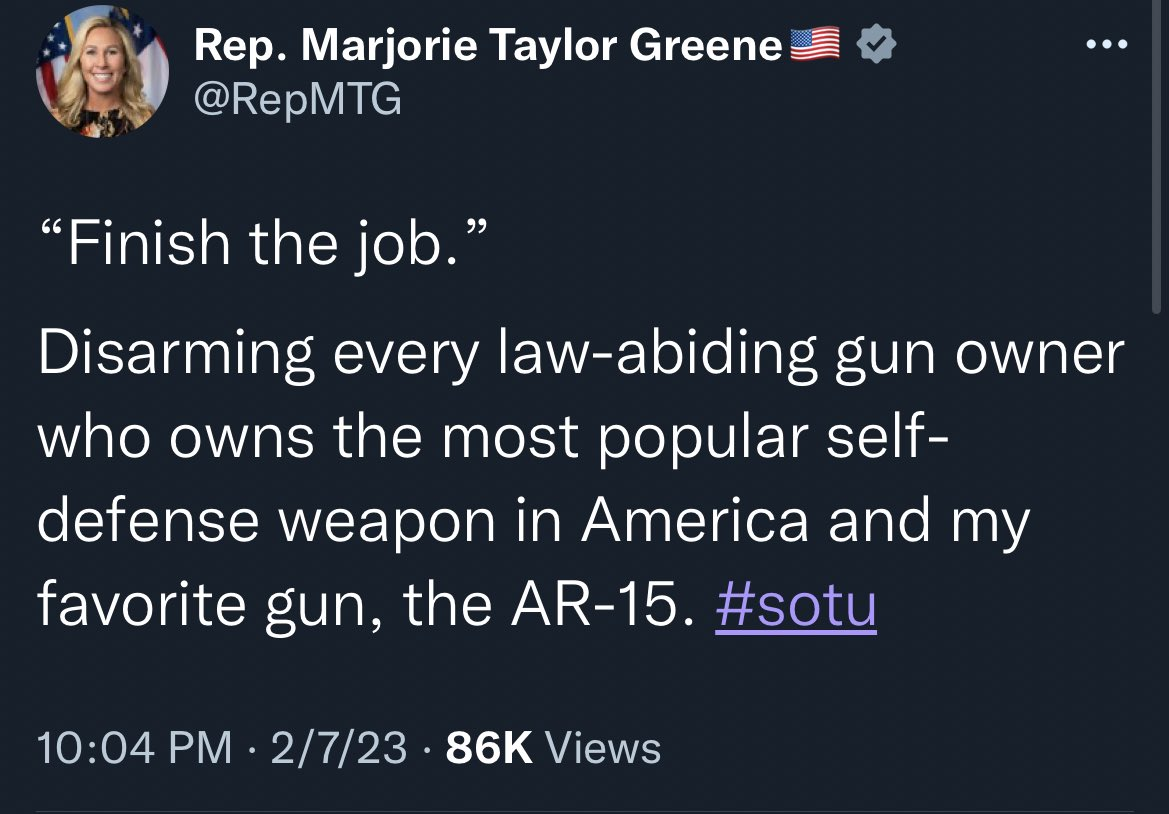 Rep. Marjorie Taylor Greene🇺🇸
@RepMTG
“Finish the job.”
Disarming every law-abiding gun owner
who owns the most popular self-
defense weapon in America and my
favorite gun, the AR-15. #sotu
10:04 PM · 2/7/23 · 86K Views